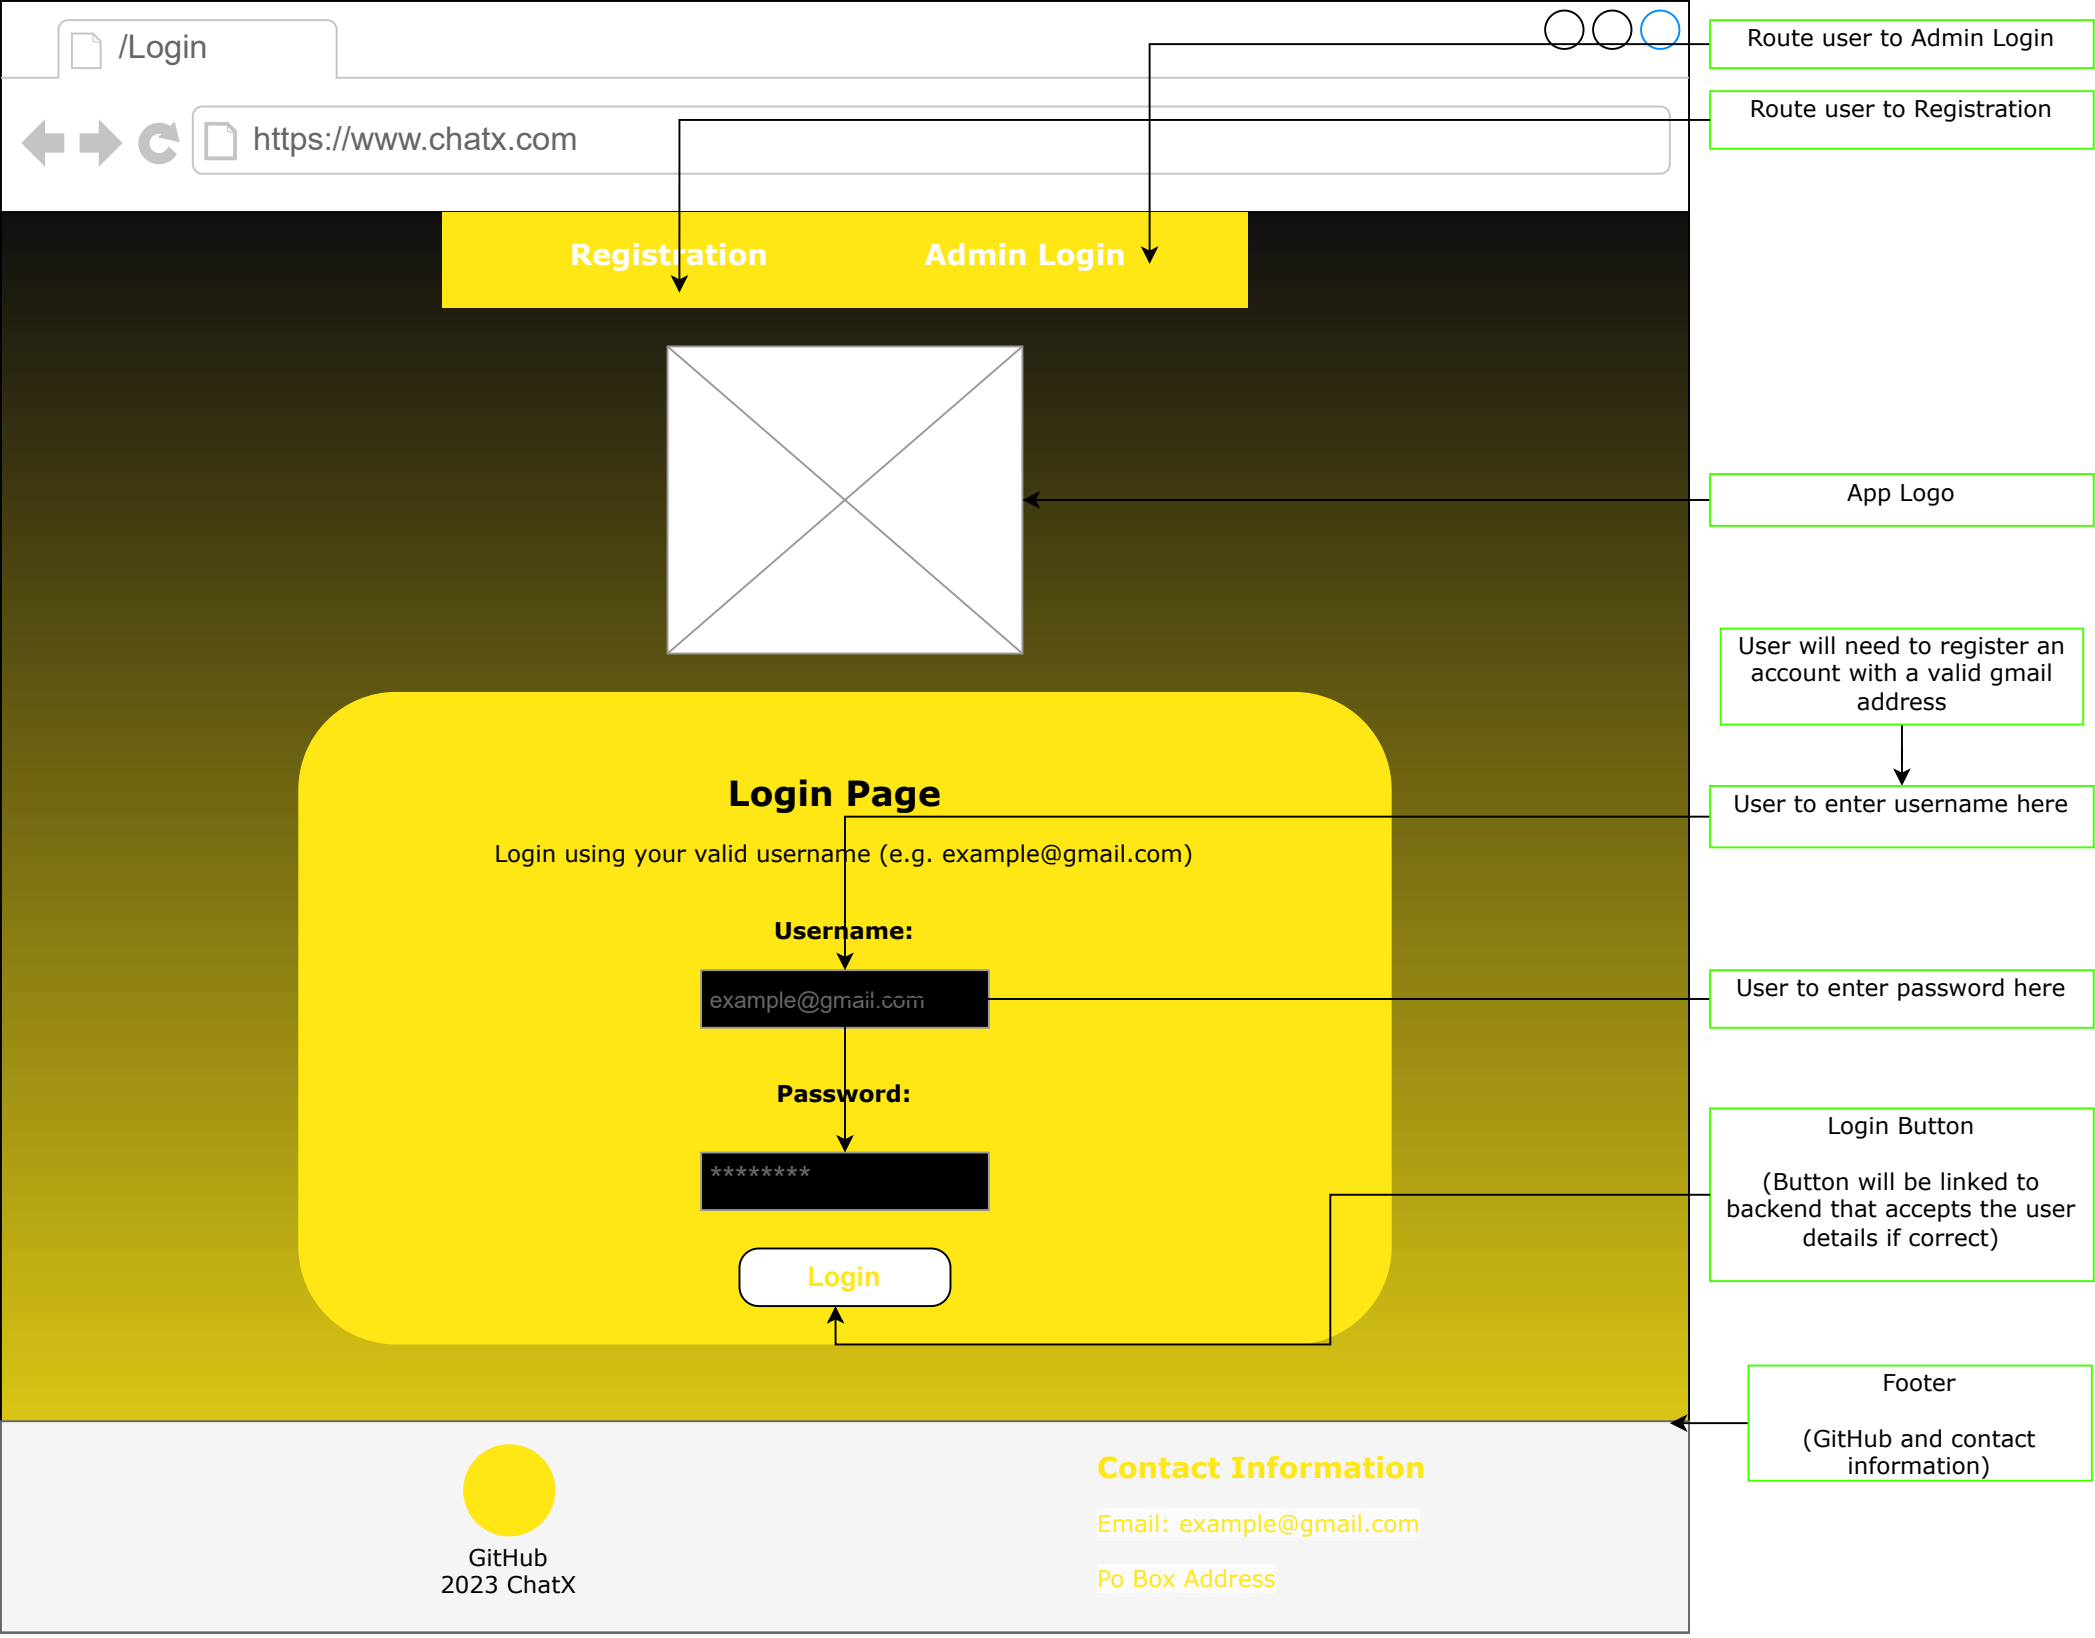 /Login
https://www.chatx.com
Registration
Admin Login
Login Page
Login using your valid username (e.g. example@gmail.com)
Username:
example@gmail.com
Password:
********
Login
GitHub
2023 ChatX
Contact Information
Email: example@gmail.com
Po Box Address
Route user to Admin Login
Route user to Registration
App Logo
User will need to register an
account with a valid gmail
address
User to enter username here
User to enter password here
Login Button
(Button will be linked to
backend that accepts the user
details if correct)
Footer
(GitHub and contact
information)